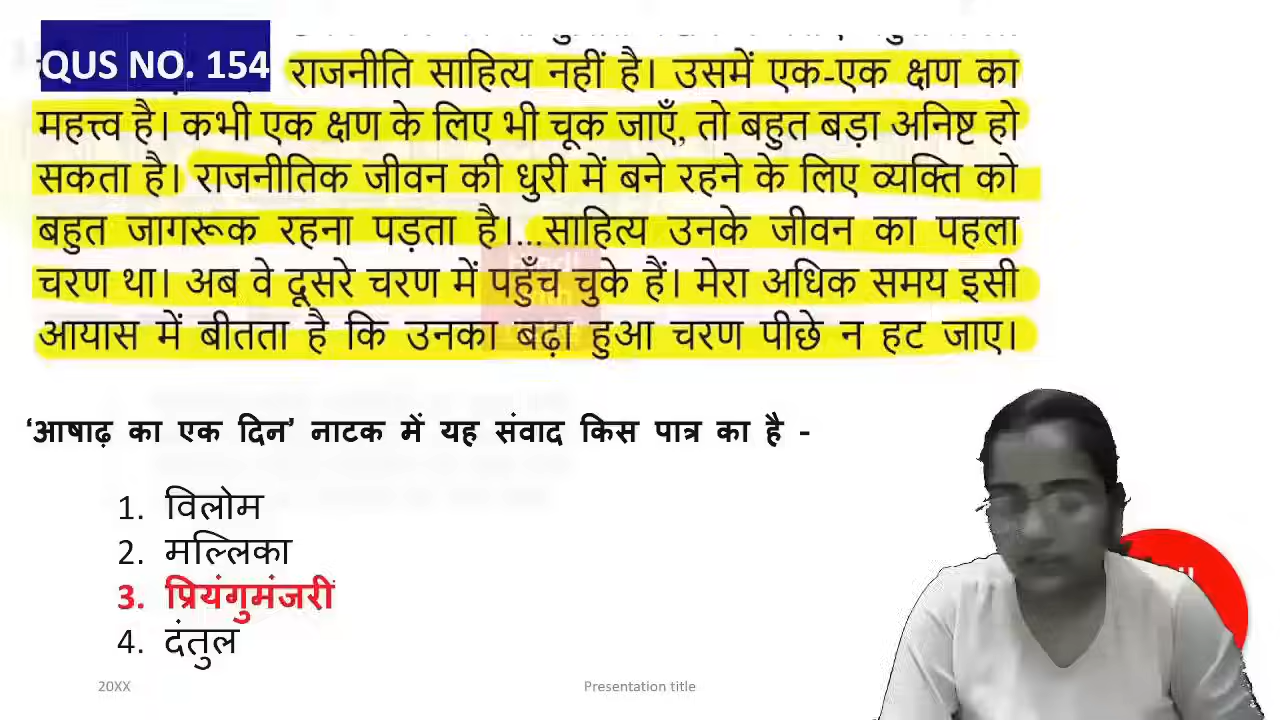 QUS NO. 154
राजनीति साहित्य नहीं है। उसमें एक-एक क्षण का
महत्त्व है। कभी एक क्षण के लिए भी चूक जाएँ, तो बहुत बड़ा अनिष्ट हो
सकता है। राजनीतिक जीवन की धुरी में बने रहने के लिए व्यक्ति को
बहुत जागरूक रहना पड़ता है।...साहित्य उनके जीवन का पहला
चरण था। अब वे दूसरे चरण में पहुँच चुके हैं। मेरा अधिक समय इसी
आयास में बीतता है कि उनका बढ़ा हुआ चरण पीछे न हट जाए।
‘आषाढ़ का एक दिन’ नाटक में यह संवाद किस पात्र का है -
1. विलोम
2. मल्लिका
3. प्रियंगुमंजरी
4. दंतुल
20XX
Presentation title